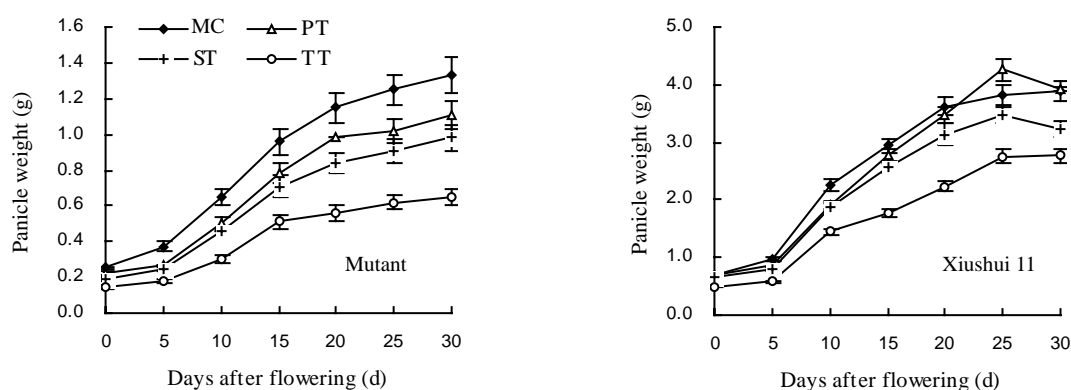 MC PT
ST TT
Panicle weight (g)
1.6
1.4
1.2
1.0
0.8
0.6
0.4
0.2
0.0
0 5 10 15 20 25 30
Mutant
Days after flowering (d)
Panicle weight (g)
5.0
4.0
3.0
2.0
1.0
0.0
0 5 10 15 20 25 30
Xiushui 11
Days after flowering (d)